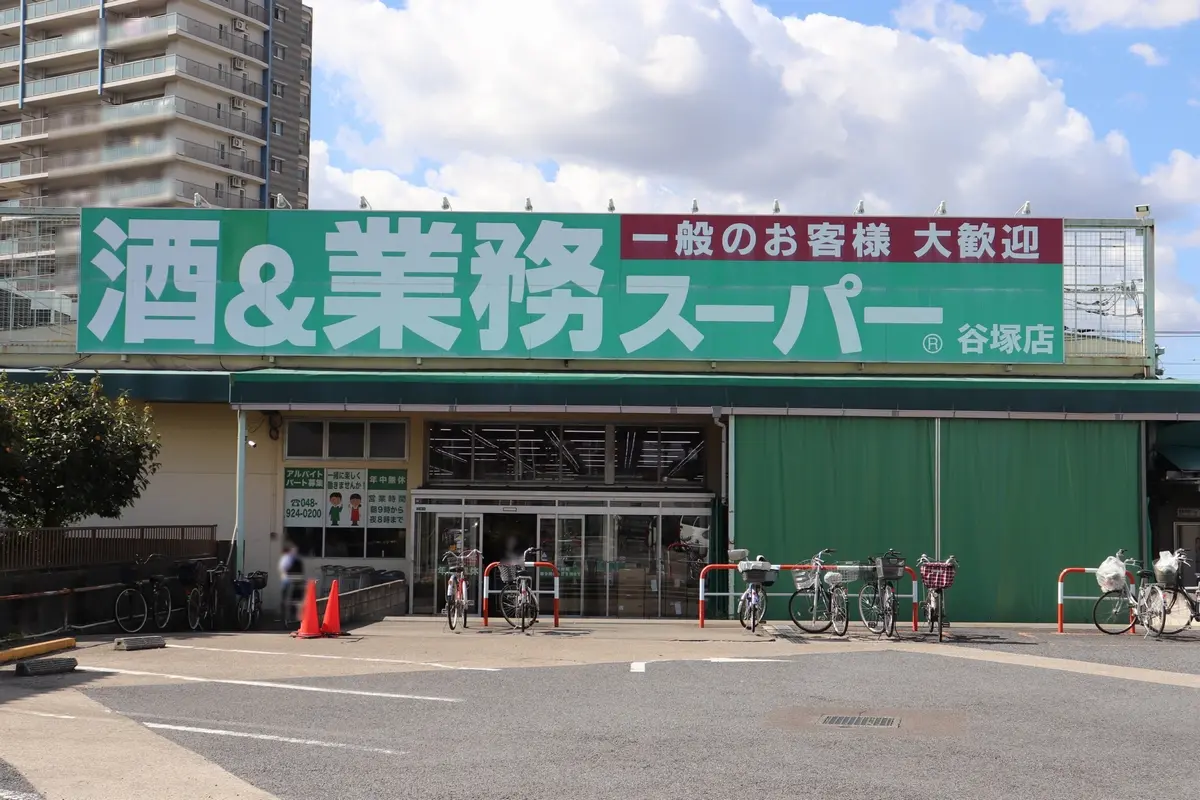 酒&業務スーパー® 谷塚店
一般のお客様 大歓迎
アルバイト
パート募集
一緒に楽しく
働きませんか
年中無休
☎048-
924-0200
営業時間
朝9時から
夜8時まで